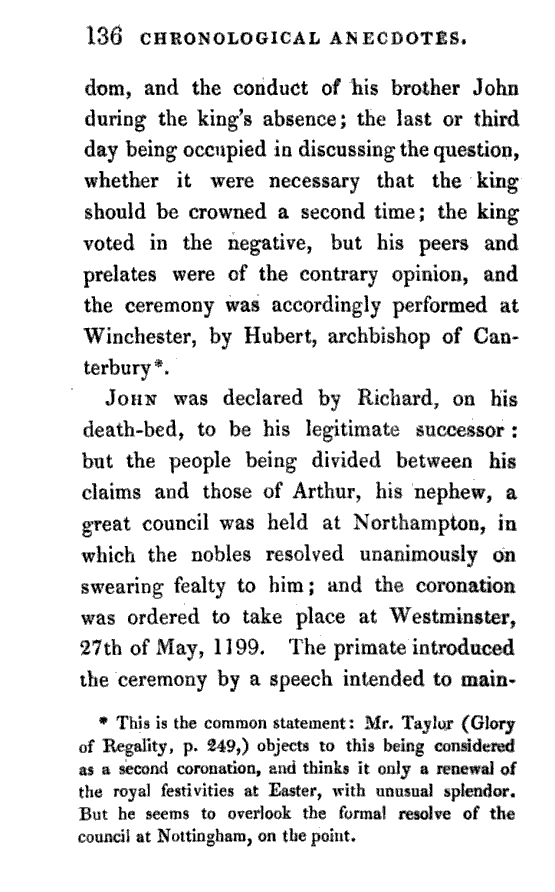 136 CHRONOLOGICAL ANECDOTES.
dom, and the conduct of his brother John
during the king's absence; the last or third
day being occupied in discussing the question,
whether it were necessary that the king
should be crowned a second time; the king
voted in the negative, but his peers and
prelates were of the contrary opinion, and
the ceremony was accordingly performed at
Winchester, by Hubert, archbishop of Can-
terbury*.
JOHN was declared by Richard, on his
death-bed, to be his legitimate successor:
but the people being divided between his
claims and those of Arthur, his nephew, a
great council was held at Northampton, in
which the nobles resolved unanimously on
swearing fealty to him; and the coronation
was ordered to take place at Westminster,
27th of May, 1199. The primate introduced
the ceremony by a speech intended to main-
* This is the common statement: Mr. Taylor (Glory
of Regality, p. 249,) objects to this being considered
as a second coronation, and thinks it only a renewal of
the royal festivities at Easter, with unusual splendor.
But he seems to overlook the formal resolve of the
council at Nottingham, on the point.